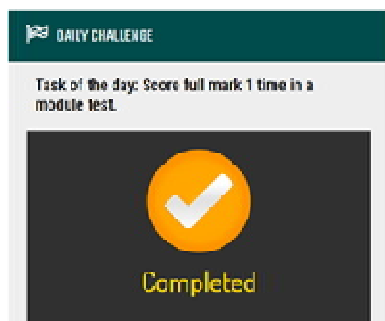 DAILY CHALLENGE
Task of the day: Score full mark 1 time in a
module test.
Completed